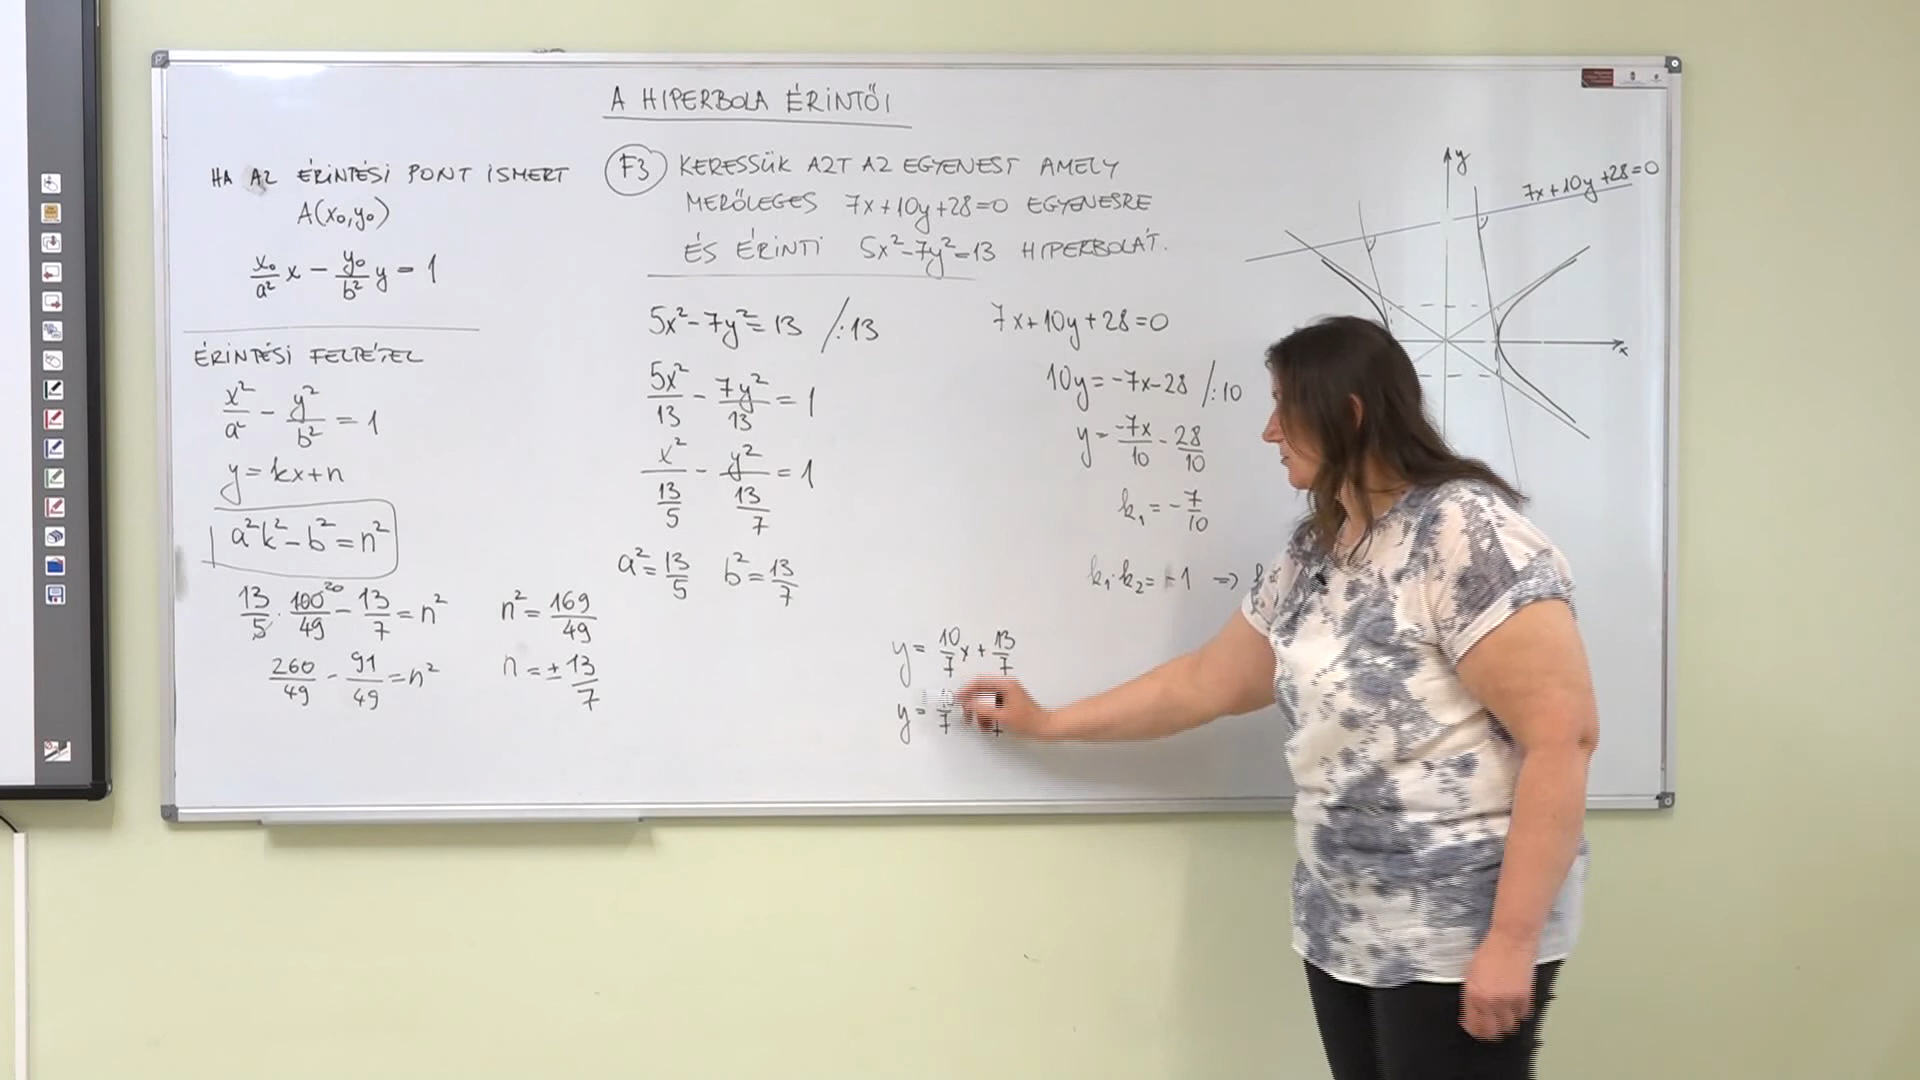 A HIPERBOLA ÉRINTŐI
HA AZ ÉRINTÉSI PONT ISMERT
A(x₀,y₀)
x₀/a² x - y₀/b² y = 1
ÉRINTÉSI FELTÉTEL
x²/a² - y²/b² = 1
y = kx+n
a²k²-b²=n²
13/5 · 100/49 - 13/7 = n²
20
260/49 - 91/49 = n²
n² = 169/49
n = ± 13/7
F3 KERESSÜK AZT AZ EGYENEST AMELY
MERŐLEGES 7x+10y+28=0 EGYENESRE
ÉS ÉRINTI 5x²-7y²=13 HIPERBOLÁT.
5x²-7y²=13 /:13
5x²/13 - 7y²/13 = 1
x²/(13/5) - y²/(13/7) = 1
a²=13/5 b²=13/7
7x+10y+28=0
10y=-7x-28 /:10
y = -7x/10 - 28/10
k₁ = -7/10
k₁·k₂ = -1 ⇒
y = 10/7 x + 13/7
y =
y
7x+10y+28=0
x